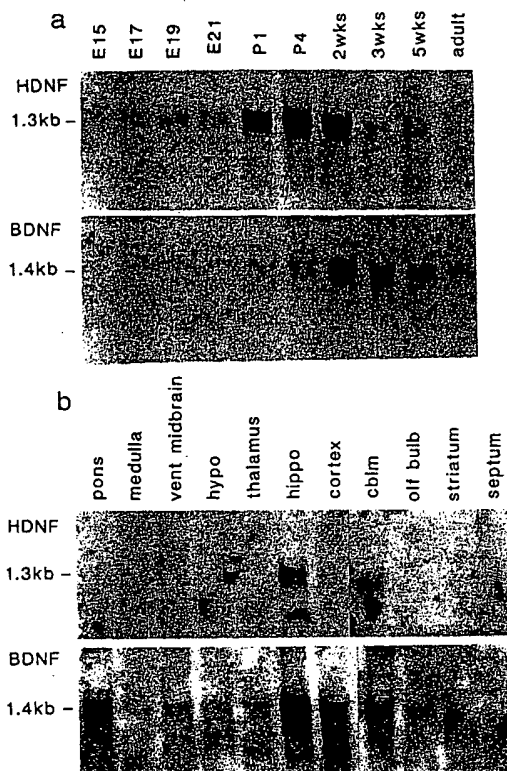 a
E15 E17 E19 E21 P1 P4 2wks 3wks 5wks adult
HDNF
1.3kb –
BDNF
1.4kb –
b
pons medulla vent midbrain hypo thalamus hippo cortex cblm olf bulb striatum septum
HDNF
1.3kb –
BDNF
1.4kb –